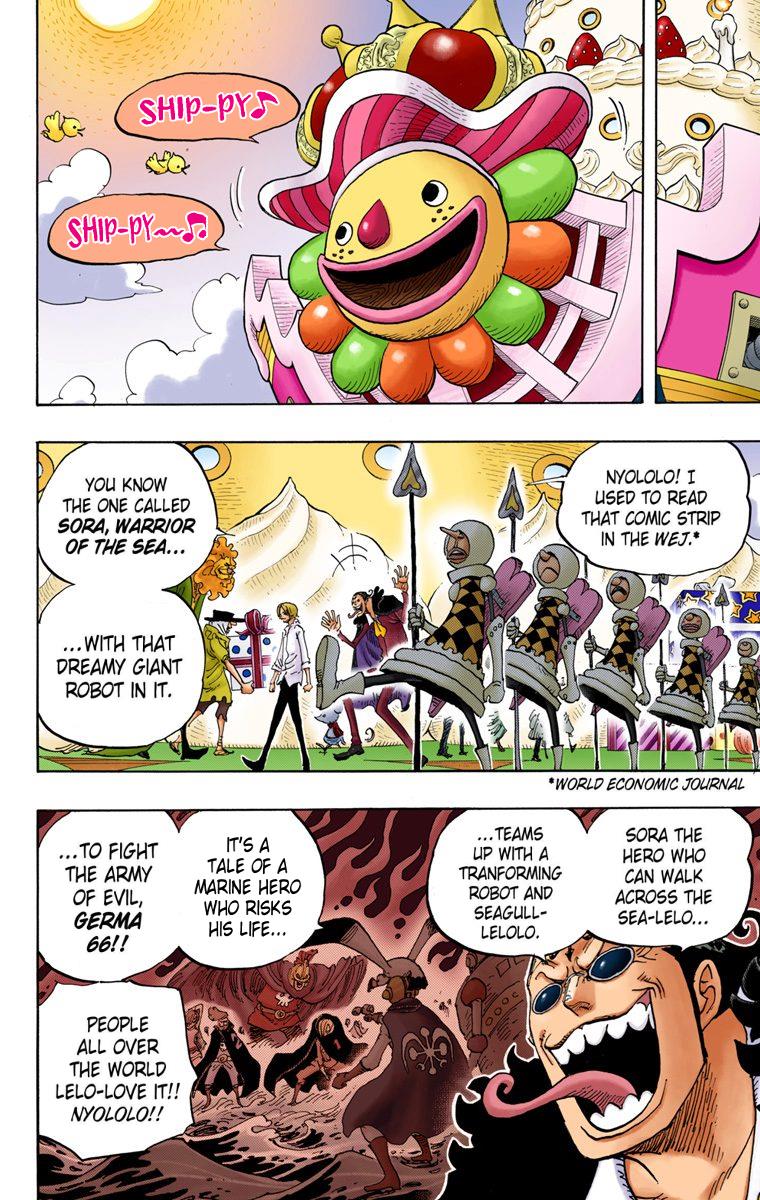 SHIP-PY♪
SHIP-PY~♫
NYOLOLO! I
USED TO READ
THAT COMIC STRIP
IN THE WEJ.*
YOU KNOW
THE ONE CALLED
SORA, WARRIOR
OF THE SEA...
...WITH THAT
DREAMY GIANT
ROBOT IN IT.
*WORLD ECONOMIC JOURNAL
SORA THE
HERO WHO
CAN WALK
ACROSS THE
SEA-LELO...
...TEAMS
UP WITH A
TRANFORMING
ROBOT AND
SEAGULL-
LELOLO.
IT'S A
TALE OF A
MARINE HERO
WHO RISKS
HIS LIFE...
...TO FIGHT
THE ARMY
OF EVIL,
GERMA
66!!
PEOPLE
ALL OVER
THE WORLD
LELO-LOVE IT!!
NYOLOLO!!